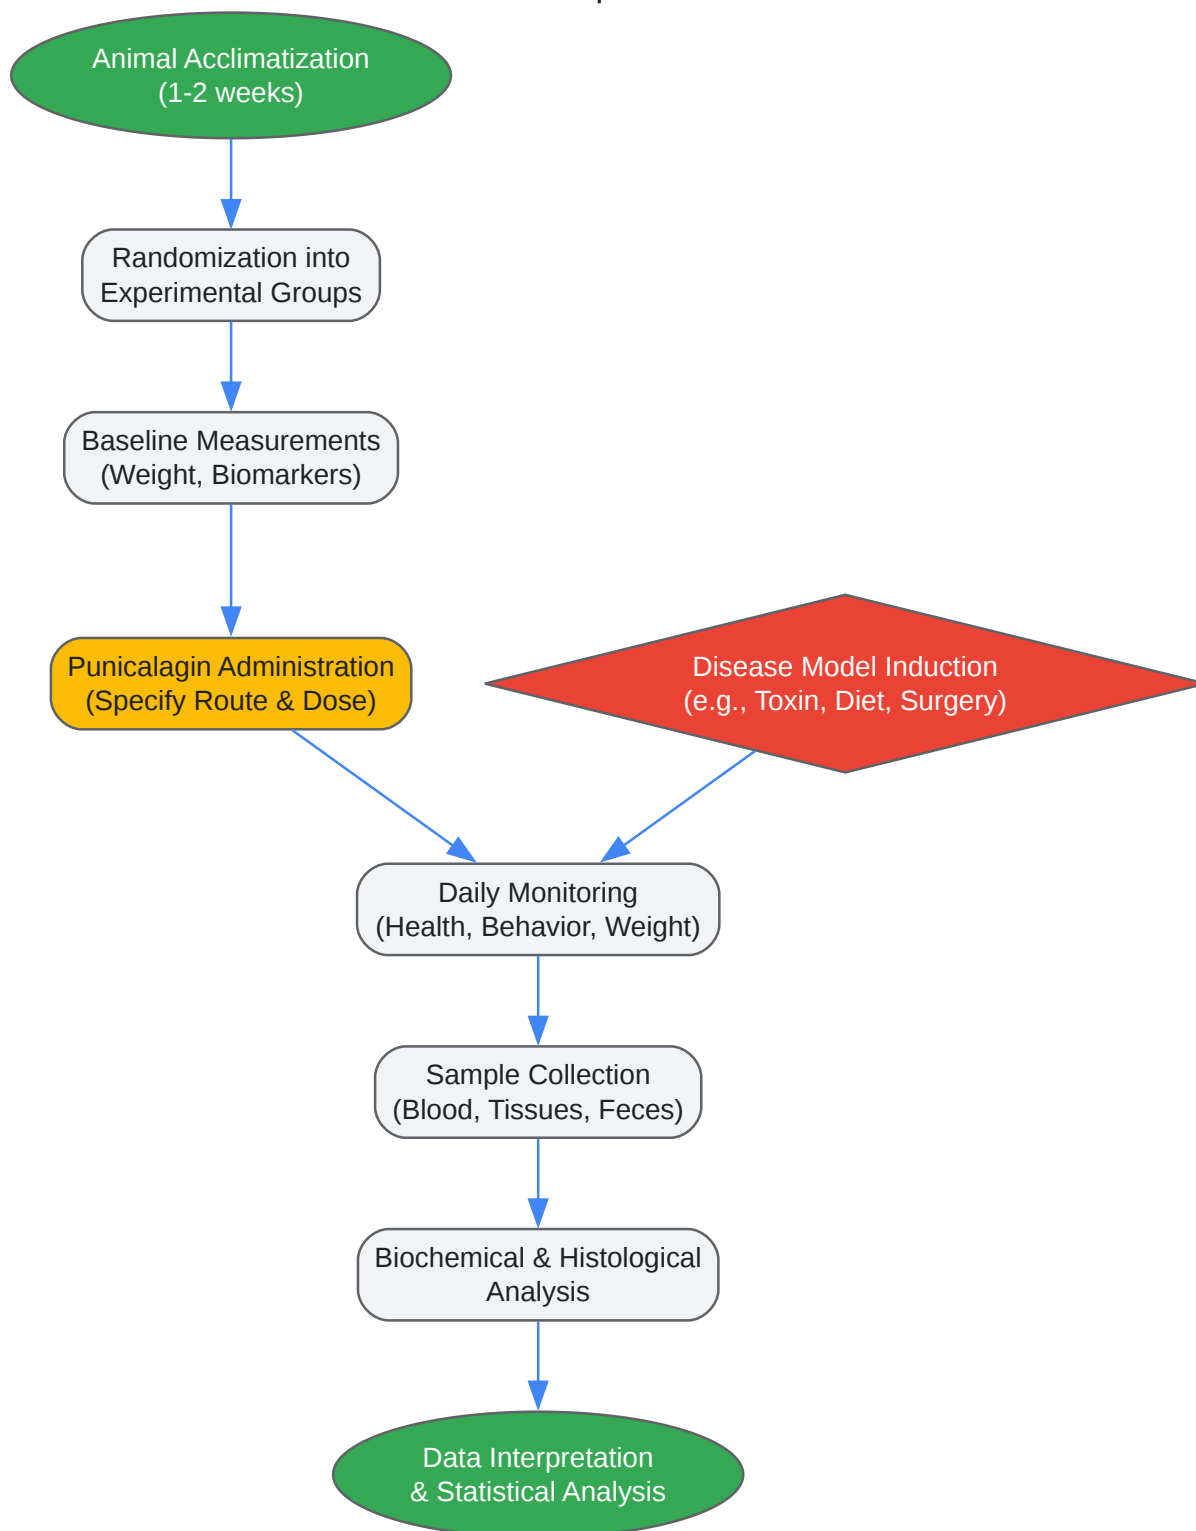 Animal Acclimatization
(1-2 weeks)
Randomization into
Experimental Groups
Baseline Measurements
(Weight, Biomarkers)
Punicalagin Administration
(Specify Route & Dose)
Disease Model Induction
(e.g., Toxin, Diet, Surgery)
Daily Monitoring
(Health, Behavior, Weight)
Sample Collection
(Blood, Tissues, Feces)
Biochemical & Histological
Analysis
Data Interpretation
& Statistical Analysis